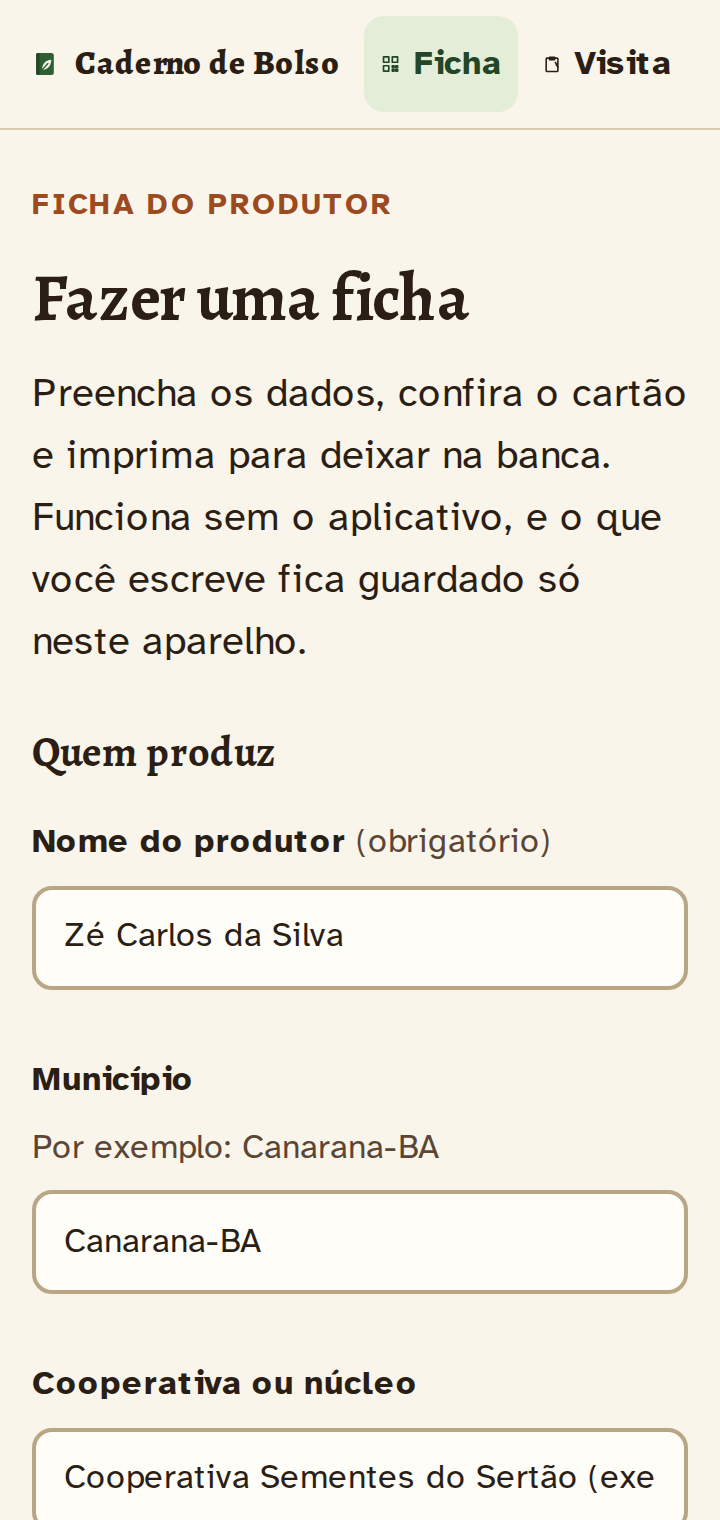 Caderno de Bolso Ficha Visita
FICHA DO PRODUTOR
Fazer uma ficha
Preencha os dados, confira o cartão
e imprima para deixar na banca.
Funciona sem o aplicativo, e o que
você escreve fica guardado só
neste aparelho.
Quem produz
Nome do produtor (obrigatório)
Zé Carlos da Silva
Município
Por exemplo: Canarana-BA
Canarana-BA
Cooperativa ou núcleo
Cooperativa Sementes do Sertão (exe